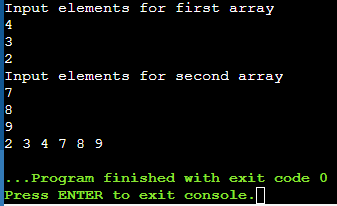 Input elements for first array
4
3
2
Input elements for second array
7
8
9
2 3 4 7 8 9
...Program finished with exit code 0
Press ENTER to exit console.